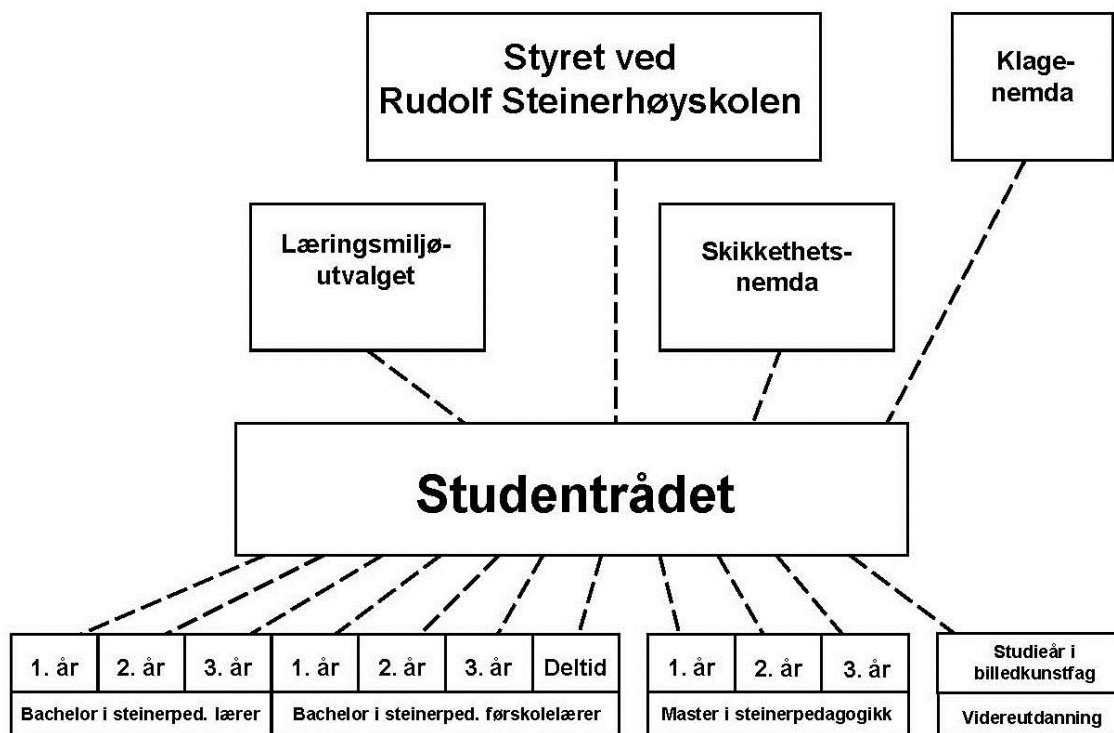 Styret ved
Rudolf Steinerhøyskolen
Klage-
nemda
Læringsmiljø-
utvalget
Skikkethets-
nemda
Studentrådet
1. år 2. år 3. år 1. år 2. år 3. år Deltid
Bachelor i steinerped. lærer Bachelor i steinerped. førskolelærer
1. år 2. år 3. år
Master i steinerpedagogikk
Studieår i
billedkunstfag
Videreutdanning